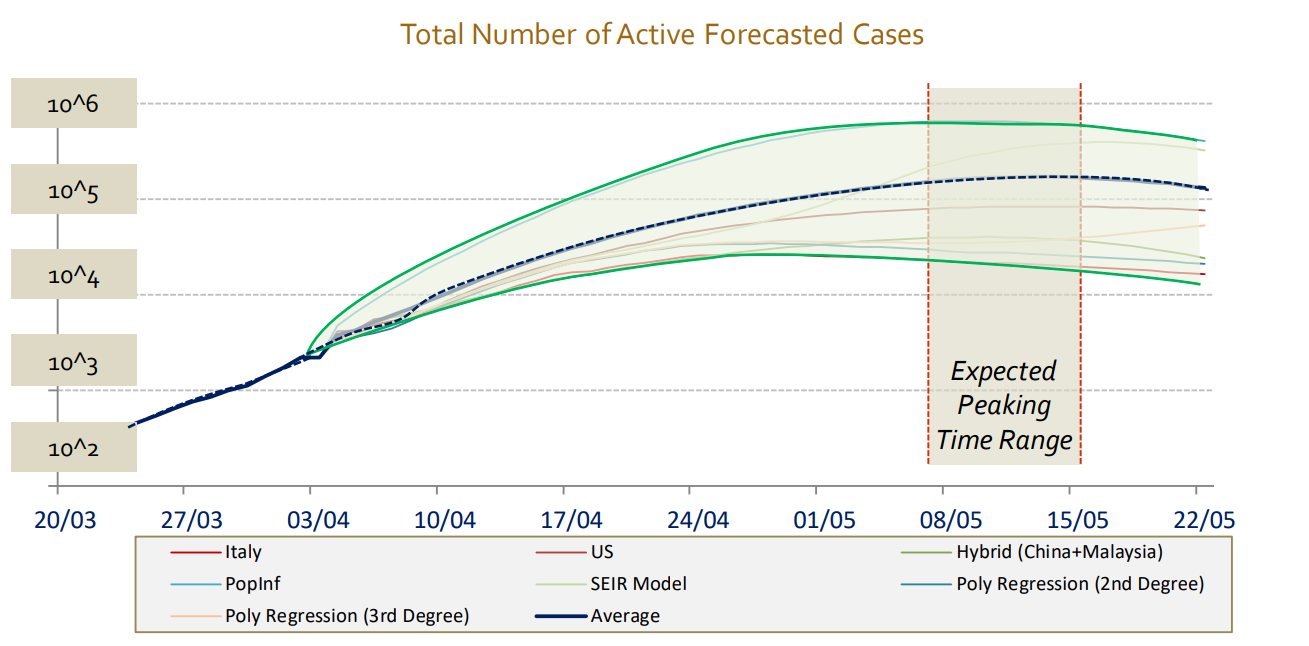 Total Number of Active Forecasted Cases
10^6
10^5
10^4
10^3
10^2
Expected
Peaking
Time Range
20/03 27/03 03/04 10/04 17/04 24/04 01/05 08/05 15/05 22/05
Italy US Hybrid (China+Malaysia)
PopInf SEIR Model Poly Regression (2nd Degree)
Poly Regression (3rd Degree) Average